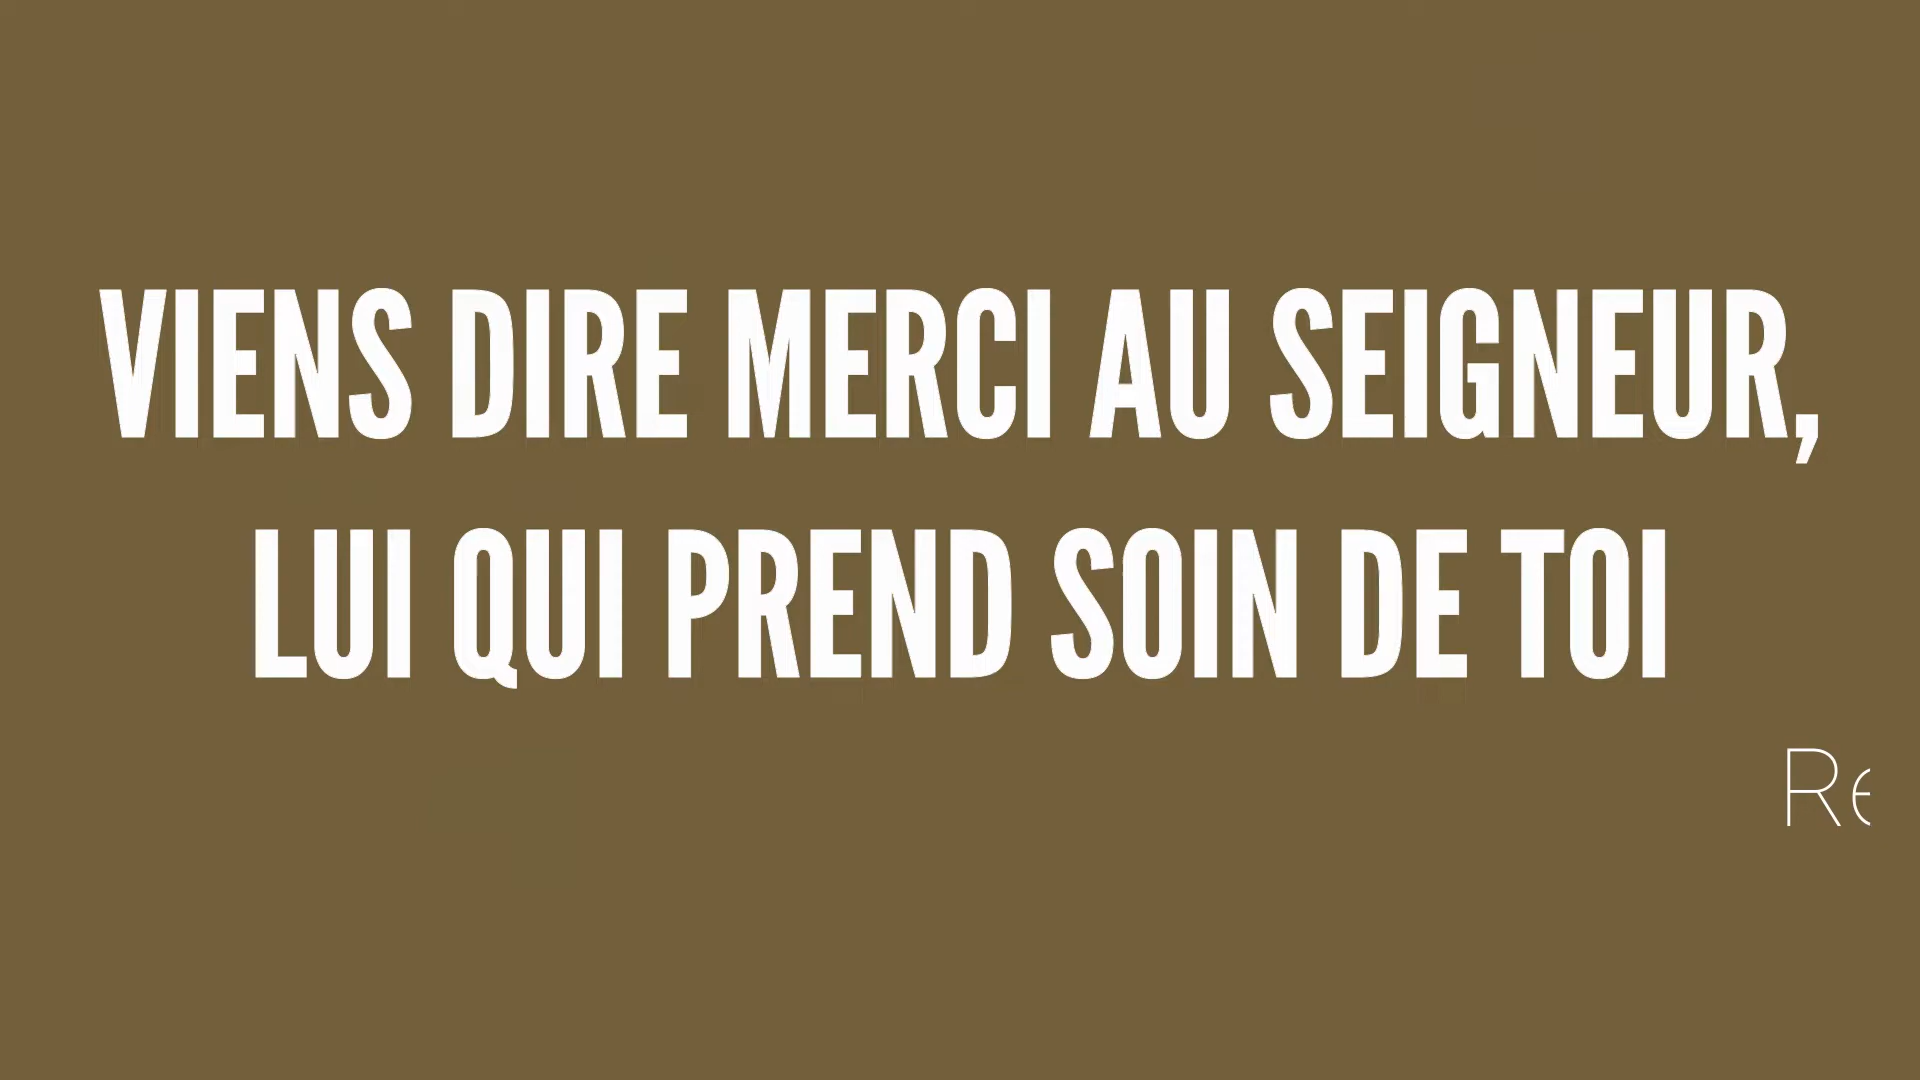 VIENS DIRE MERCI AU SEIGNEUR,
LUI QUI PREND SOIN DE TOI